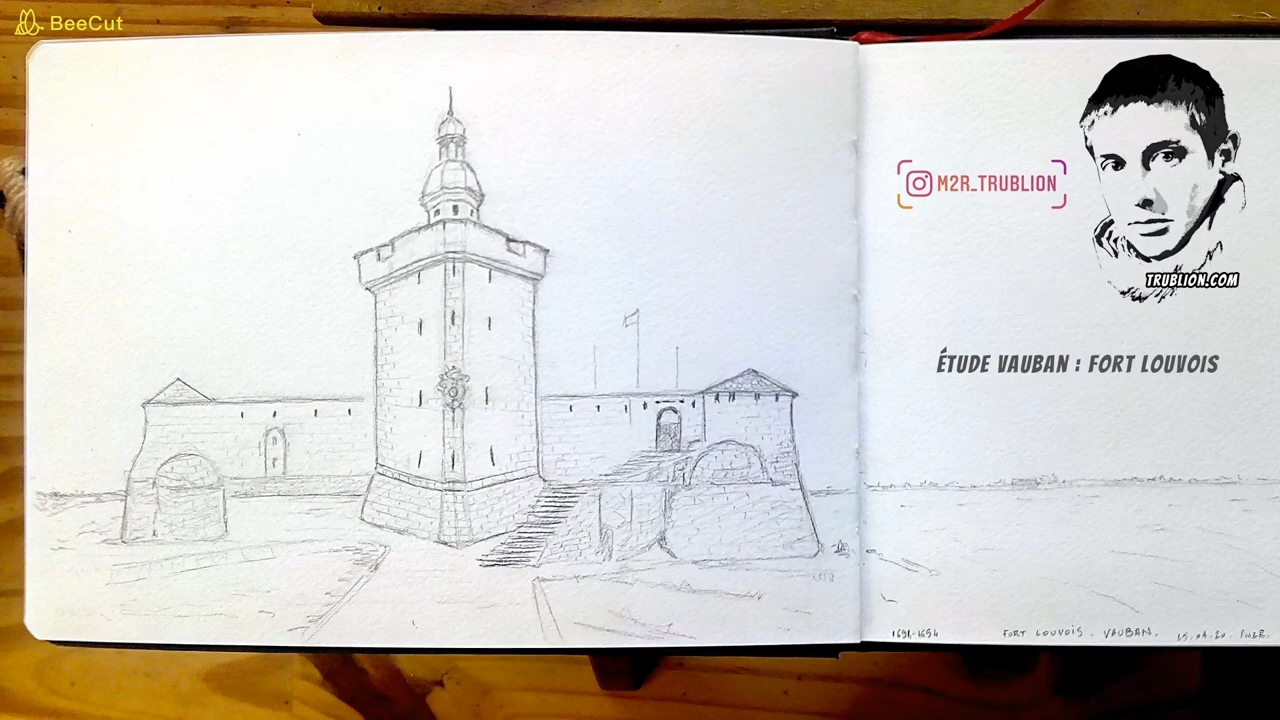 BeeCut
M2R_TRUBLION
TRUBLION.COM
ÉTUDE VAUBAN : FORT LOUVOIS
1691-1694
FORT LOUVOIS . VAUBAN.